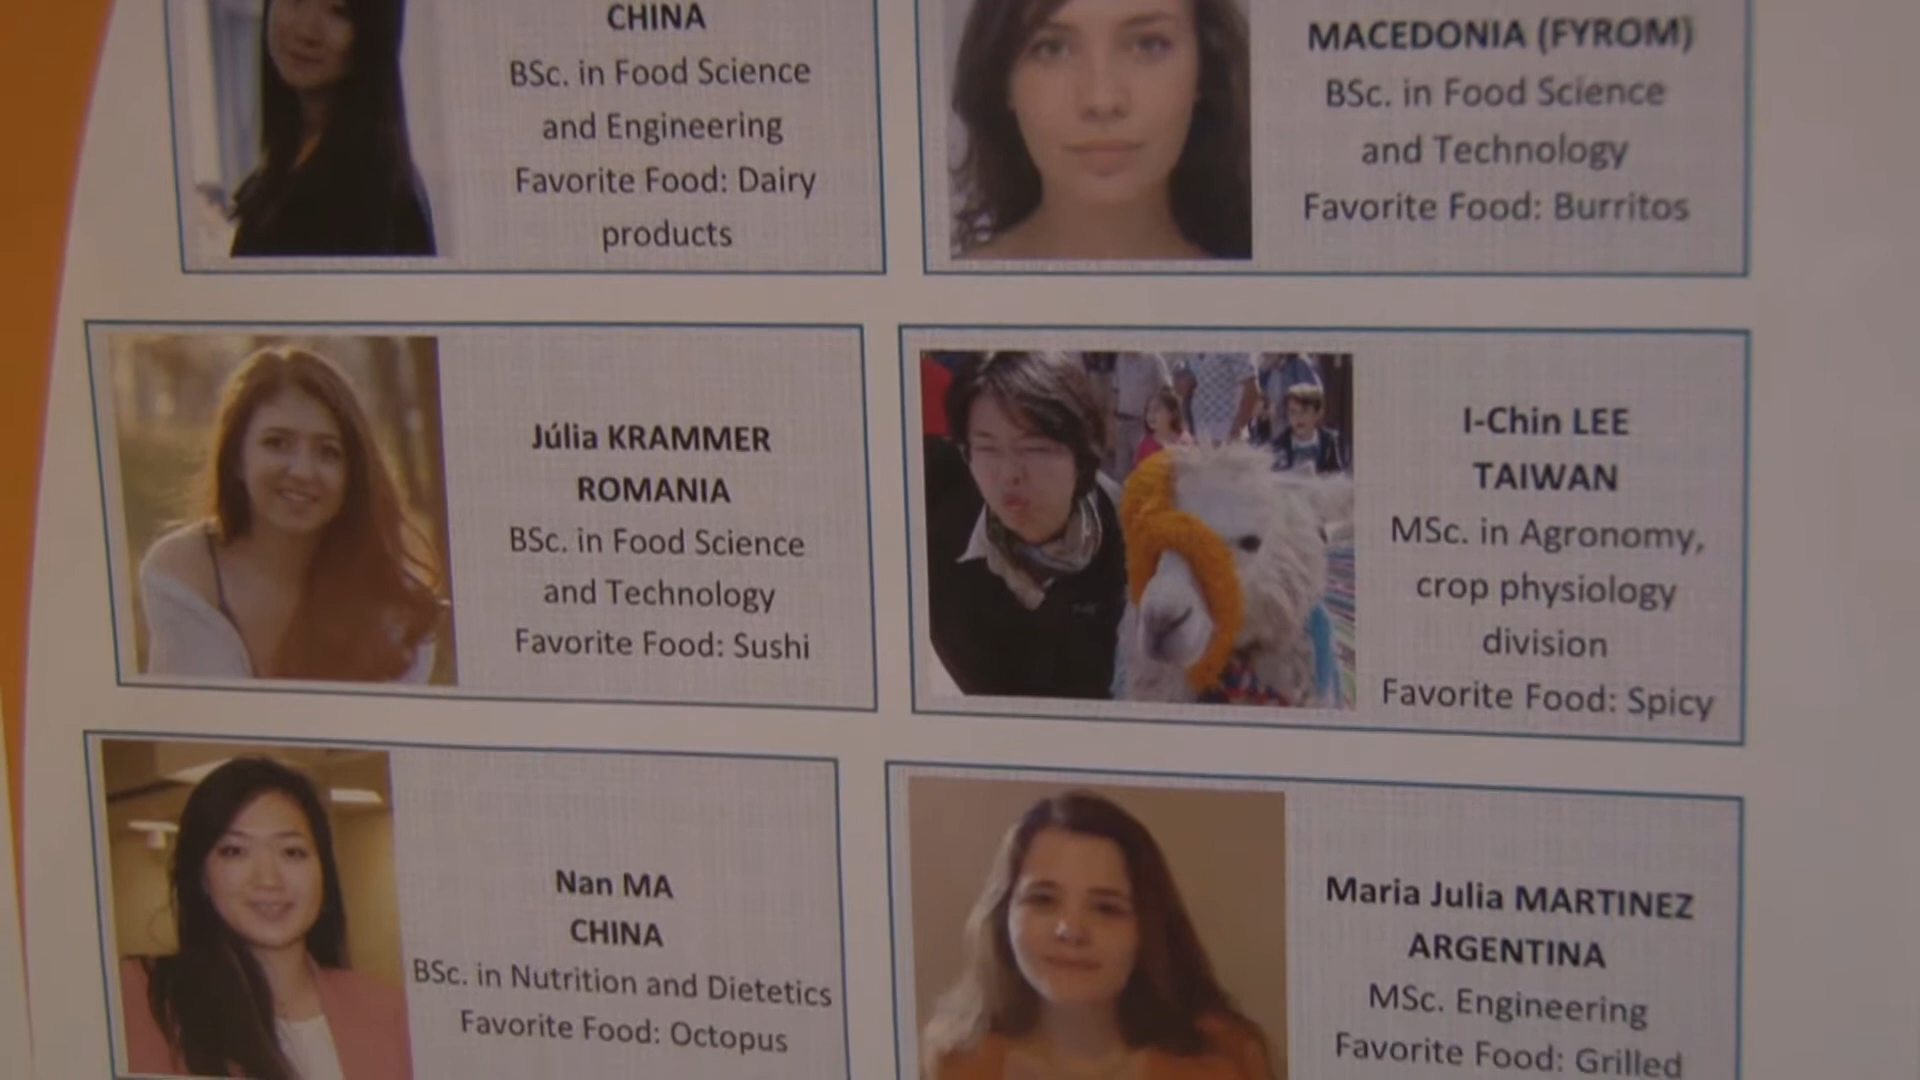 CHINA
BSc. in Food Science
and Engineering
Favorite Food: Dairy
products
MACEDONIA (FYROM)
BSc. in Food Science
and Technology
Favorite Food: Burritos
Júlia KRAMMER
ROMANIA
BSc. in Food Science
and Technology
Favorite Food: Sushi
I-Chin LEE
TAIWAN
MSc. in Agronomy,
crop physiology
division
Favorite Food: Spicy
Nan MA
CHINA
BSc. in Nutrition and Dietetics
Favorite Food: Octopus
Maria Julia MARTINEZ
ARGENTINA
MSc. Engineering
Favorite Food: Grilled